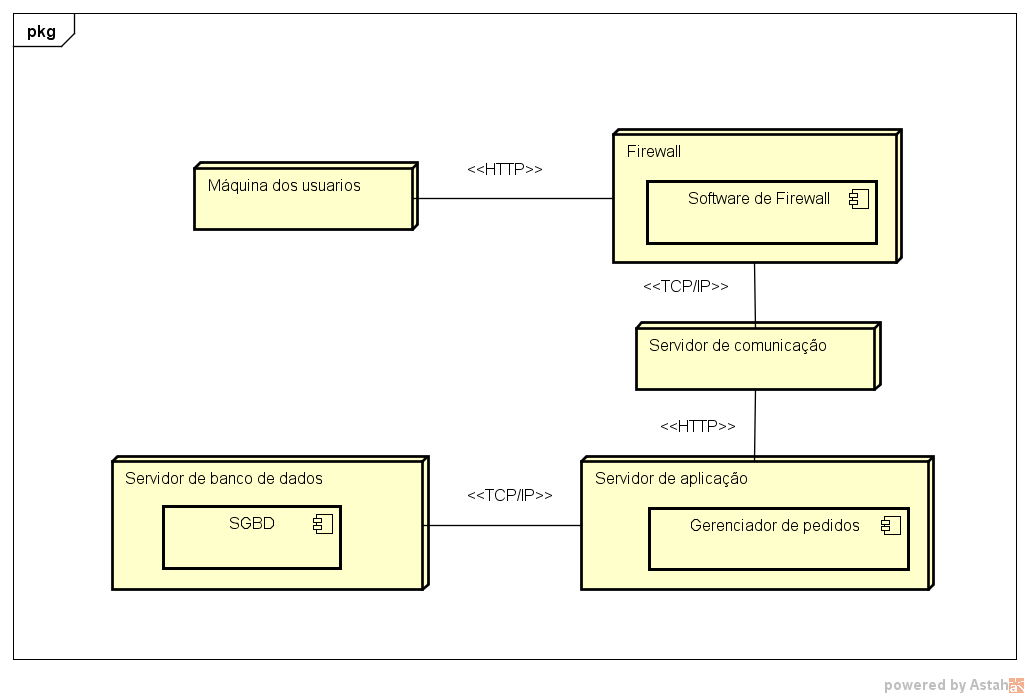 pkg
Máquina dos usuarios
<<HTTP>>
Firewall
Software de Firewall
<<TCP/IP>>
Servidor de comunicação
<<HTTP>>
Servidor de banco de dados
SGBD
<<TCP/IP>>
Servidor de aplicação
Gerenciador de pedidos
powered by Astah